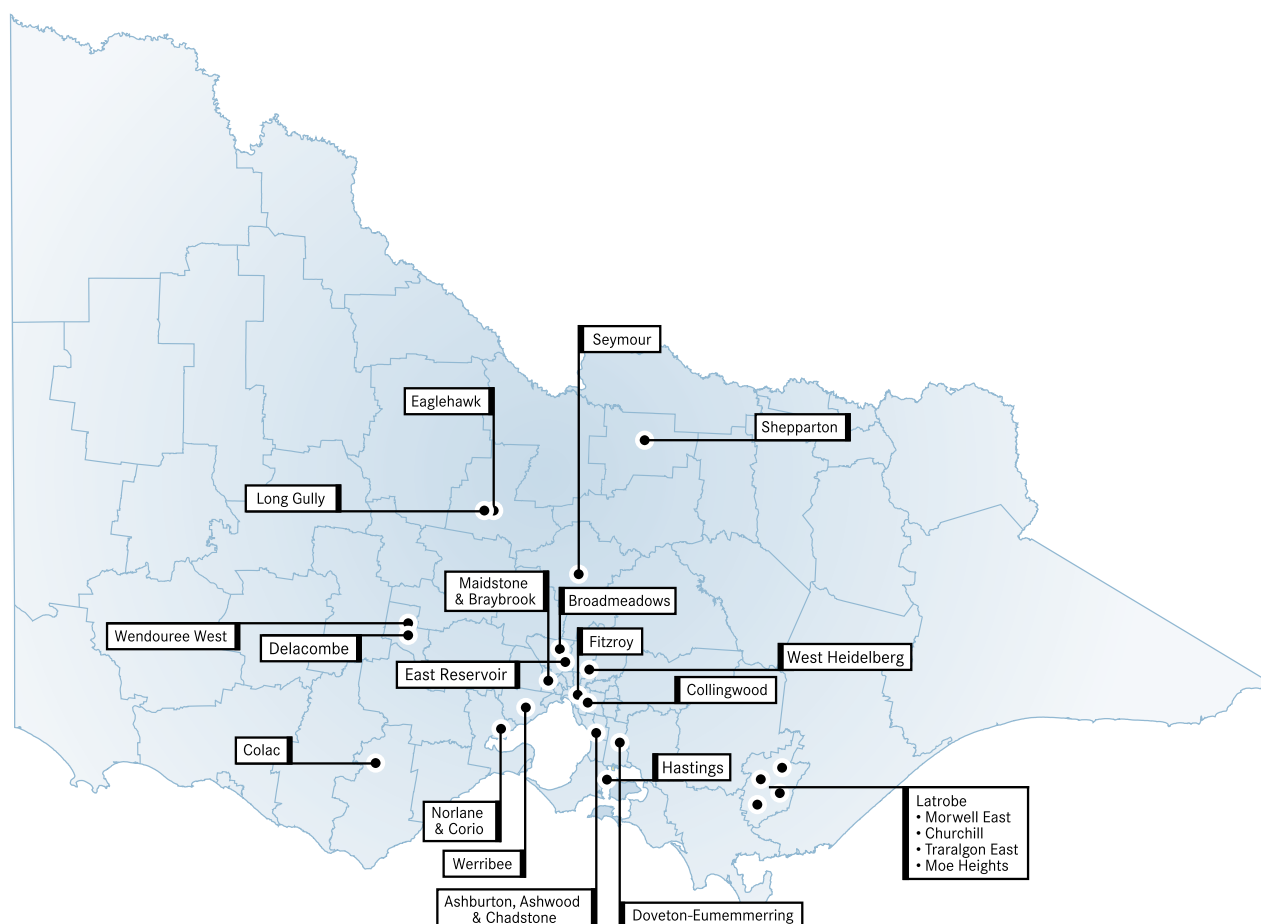 Seymour
Eaglehawk
Shepparton
Long Gully
Maidstone
& Braybrook
Broadmeadows
Wendouree West
Delacombe
Fitzroy
West Heidelberg
East Reservoir
Collingwood
Colac
Hastings
Norlane
& Corio
Latrobe
• Morwell East
• Churchill
• Traralgon East
• Moe Heights
Werribee
Ashburton, Ashwood
& Chadstone
Doveton-Eumemmerring